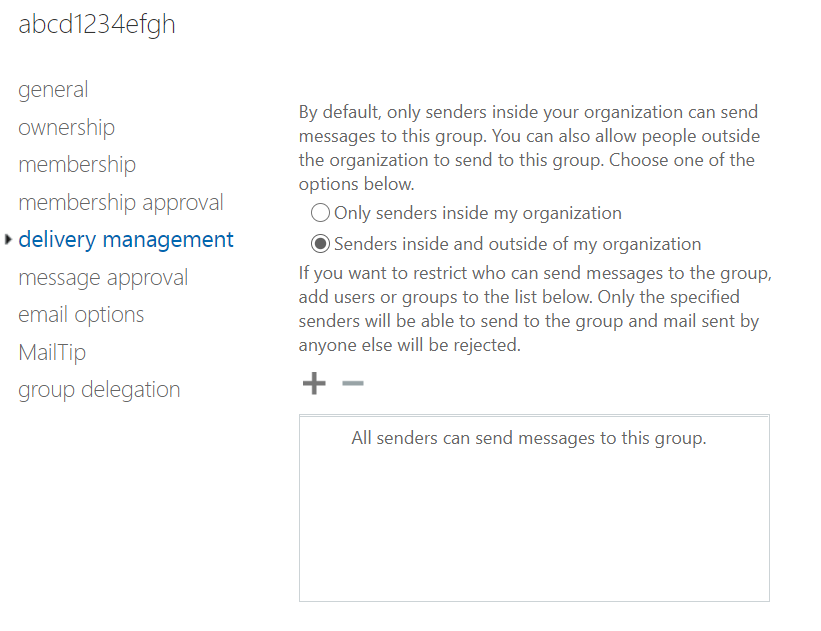 abcd1234efgh
general
ownership
membership
membership approval
delivery management
message approval
email options
MailTip
group delegation
By default, only senders inside your organization can send
messages to this group. You can also allow people outside
the organization to send to this group. Choose one of the
options below.
Only senders inside my organization
Senders inside and outside of my organization
If you want to restrict who can send messages to the group,
add users or groups to the list below. Only the specified
senders will be able to send to the group and mail sent by
anyone else will be rejected.
All senders can send messages to this group.